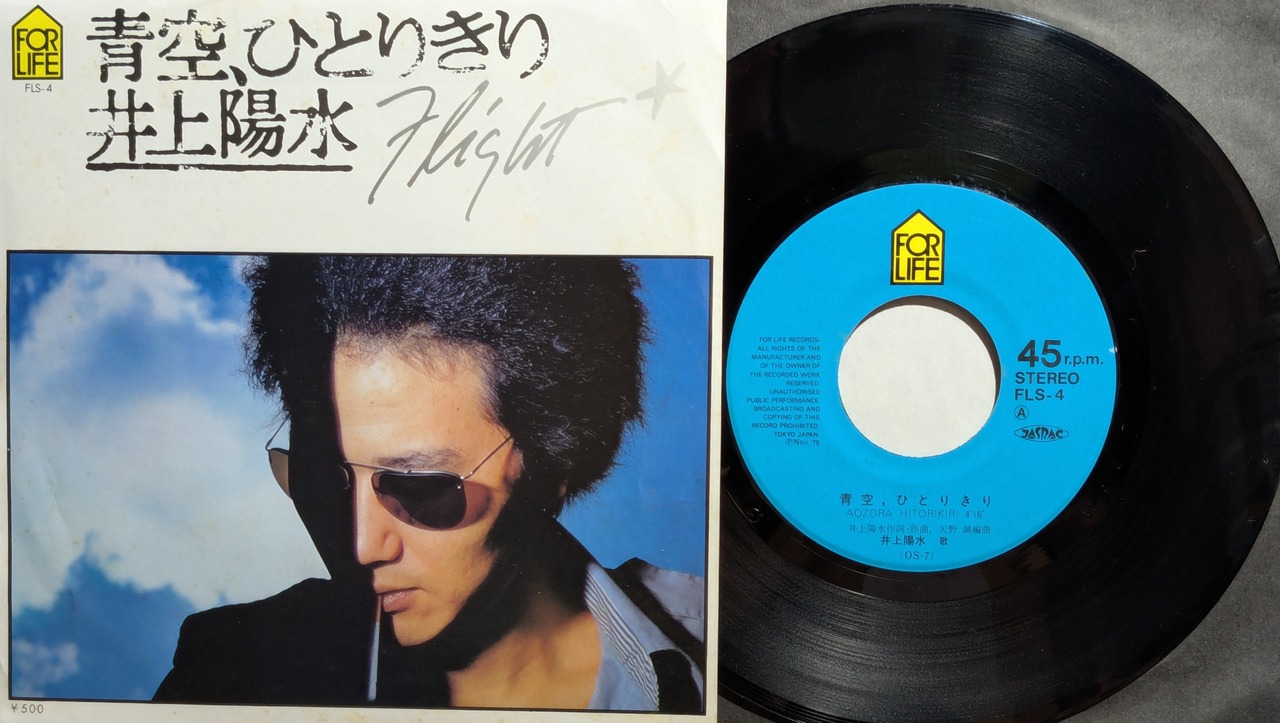 FOR
LIFE
FLS-4
青空、ひとりきり
井上陽水
Flight
¥500
FOR
LIFE
FOR LIFE RECORDS·
ALL RIGHTS OF THE
MANUFACTURER AND
OF THE OWNER OF
THE RECORDED WORK
RESERVED.
UNAUTHORISED
PUBLIC PERFORMANCE.
BROADCASTING AND
COPYING OF THIS
RECORD PROHIBITED.
TOKYO JAPAN.
ⓅNov.'75
45 r.p.m.
STEREO
FLS-4
Ⓐ
JASRAC
青空,ひとりきり
AOZORA HITORIKIRI 4'16"
井上陽水作詞·作曲, 矢野 誠編曲
井上陽水 歌
(OS-7)